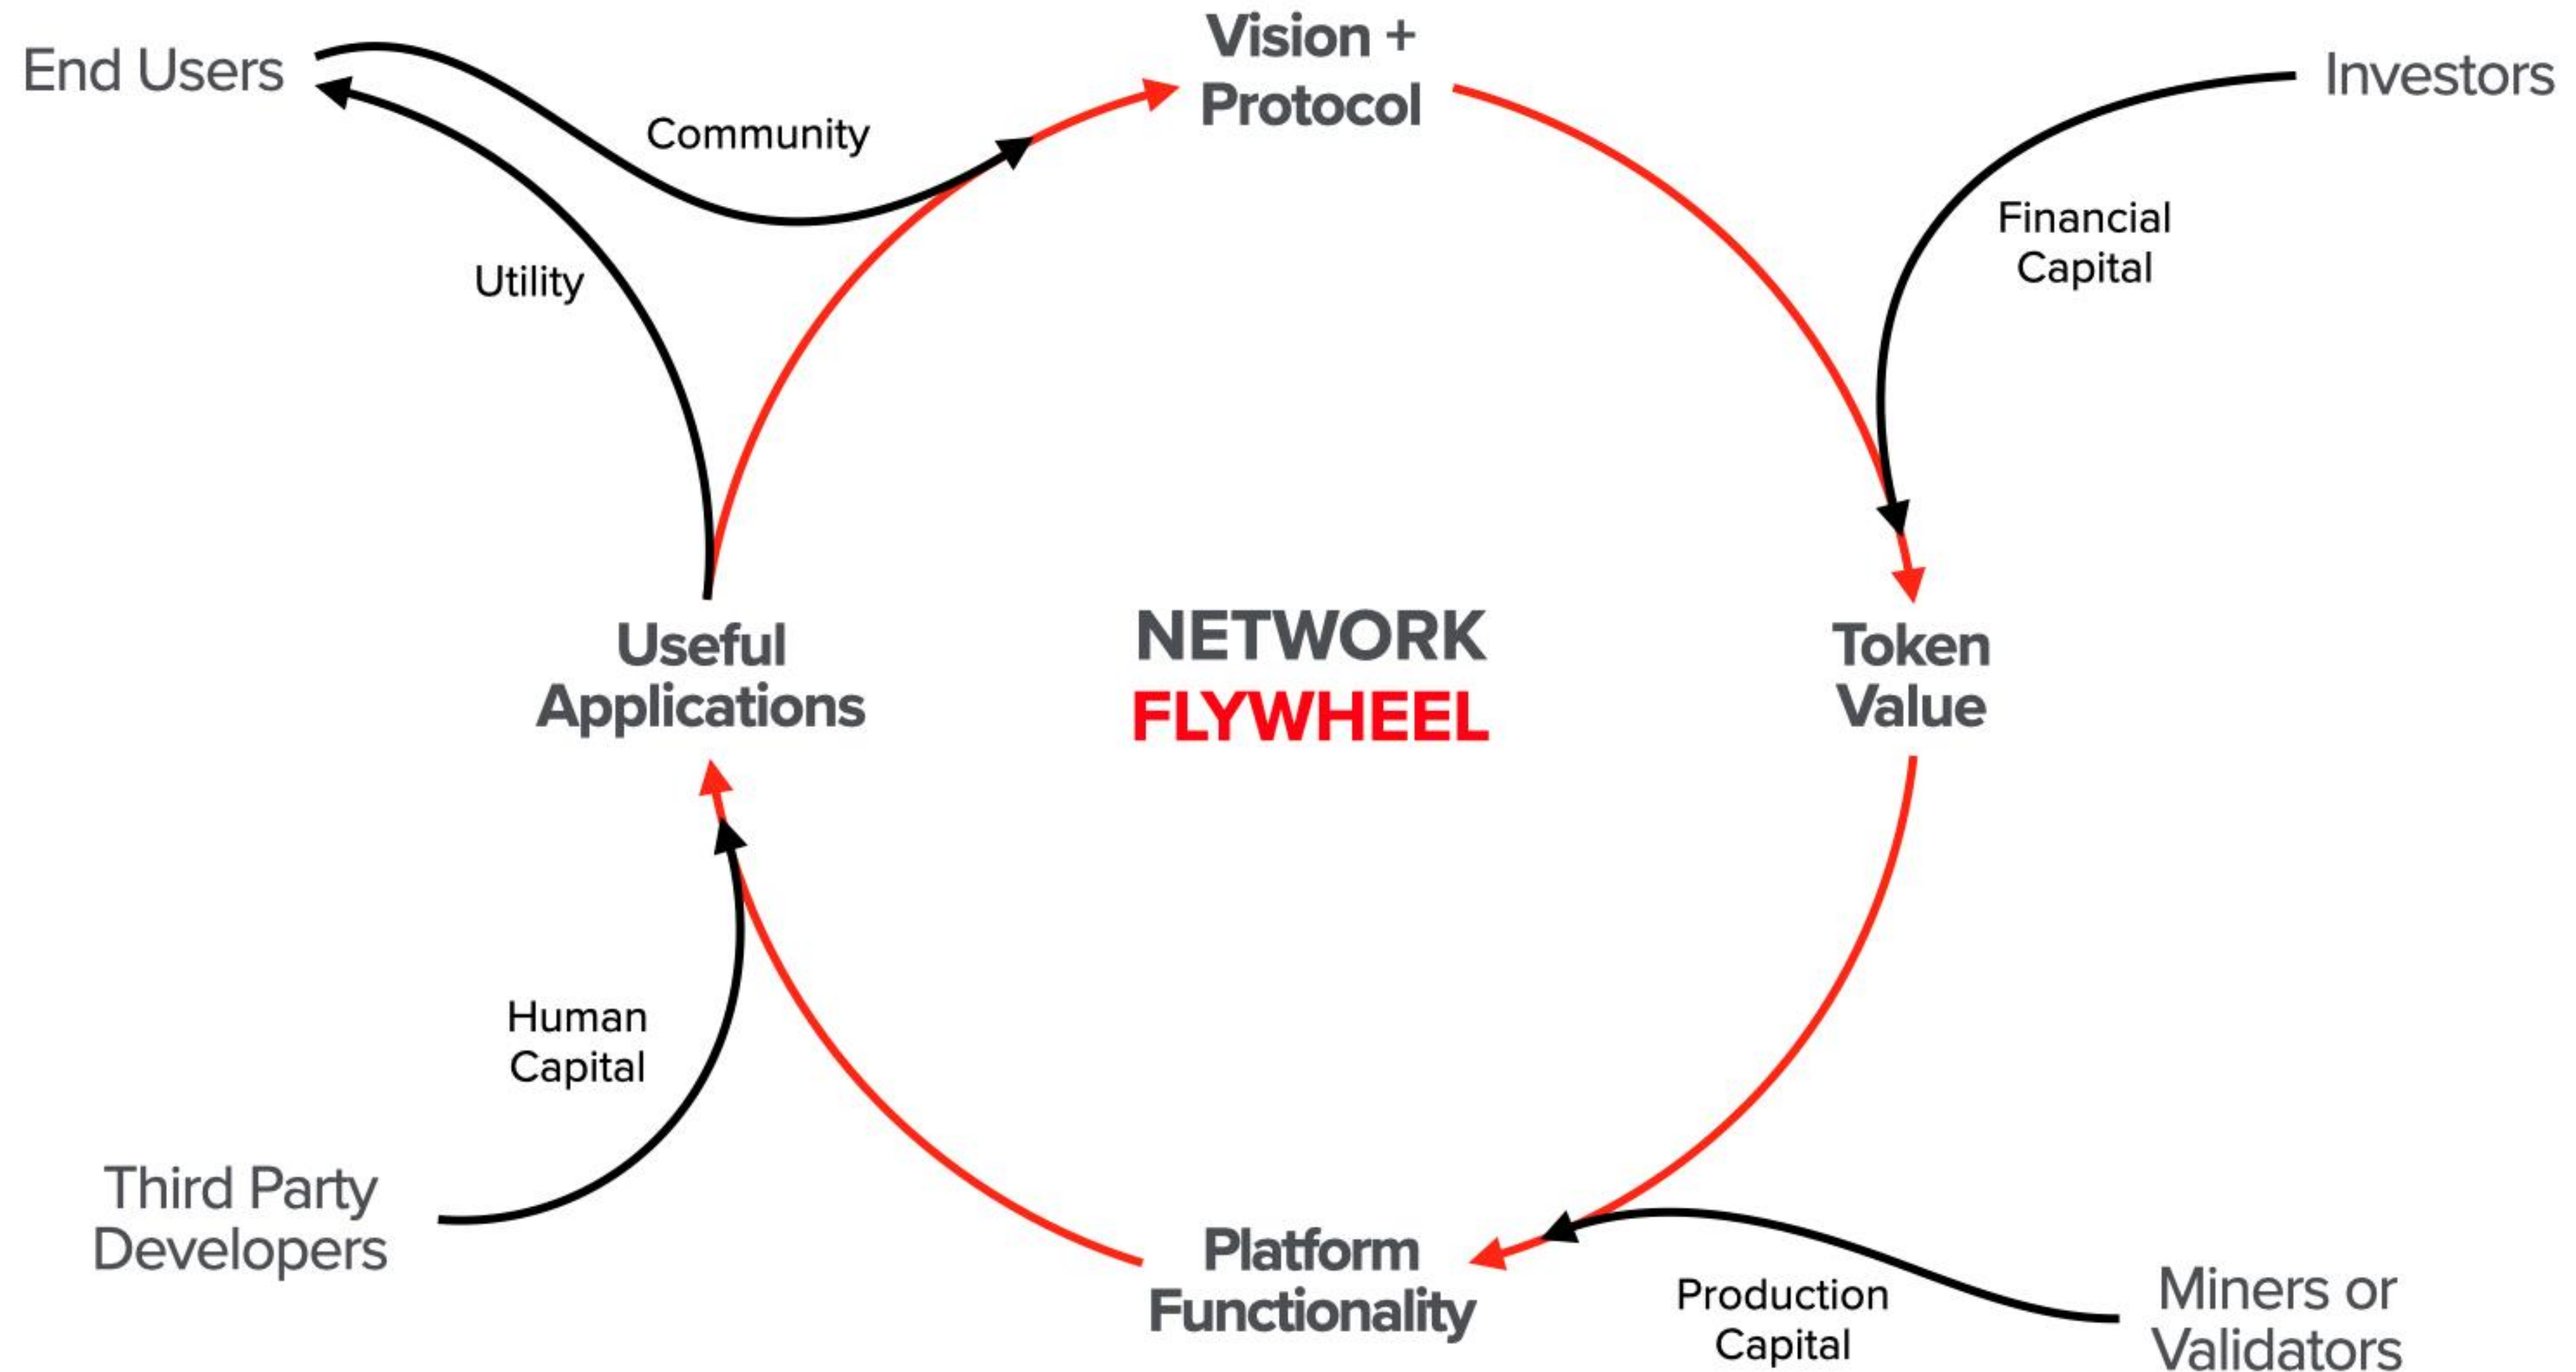 Vision +
Protocol
End Users
Investors
Community
Utility
Financial
Capital
NETWORK
FLYWHEEL
Useful
Applications
Token
Value
Human
Capital
Third Party
Developers
Platform
Functionality
Production
Capital
Miners or
Validators